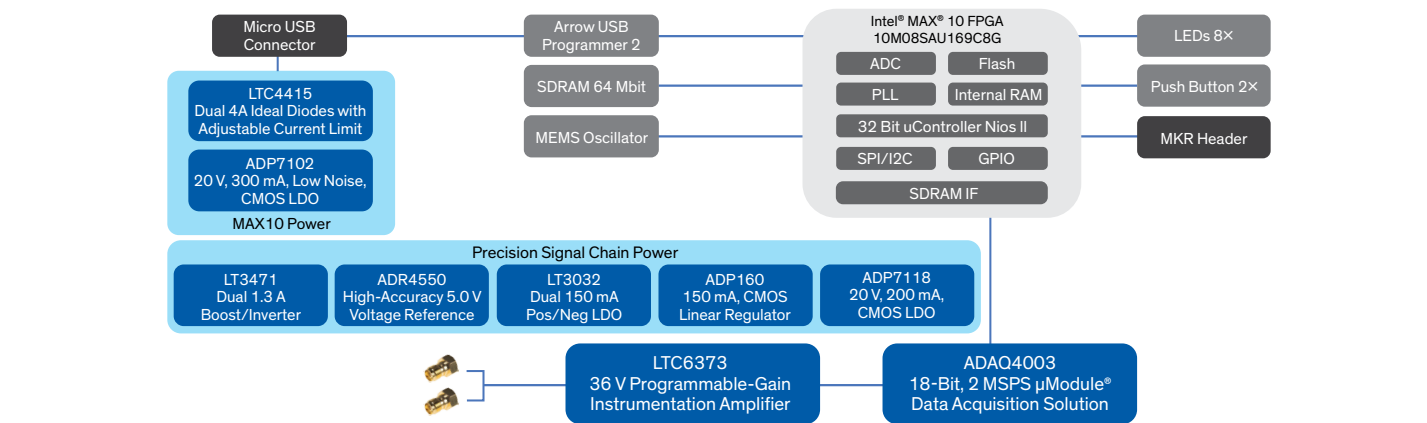 Micro USB
Connector
Arrow USB
Programmer 2
Intel® MAX® 10 FPGA
10M08SAU169C8G
LEDs 8×
ADC
Flash
LTC4415
Dual 4A Ideal Diodes with
Adjustable Current Limit
SDRAM 64 Mbit
PLL
Internal RAM
Push Button 2×
MEMS Oscillator
32 Bit uController Nios II
MKR Header
ADP7102
20 V, 300 mA, Low Noise,
CMOS LDO
SPI/I2C
GPIO
SDRAM IF
MAX10 Power
Precision Signal Chain Power
LT3471
Dual 1.3 A
Boost/Inverter
ADR4550
High-Accuracy 5.0 V
Voltage Reference
LT3032
Dual 150 mA
Pos/Neg LDO
ADP160
150 mA, CMOS
Linear Regulator
ADP7118
20 V, 200 mA,
CMOS LDO
LTC6373
36 V Programmable-Gain
Instrumentation Amplifier
ADAQ4003
18-Bit, 2 MSPS µModule®
Data Acquisition Solution